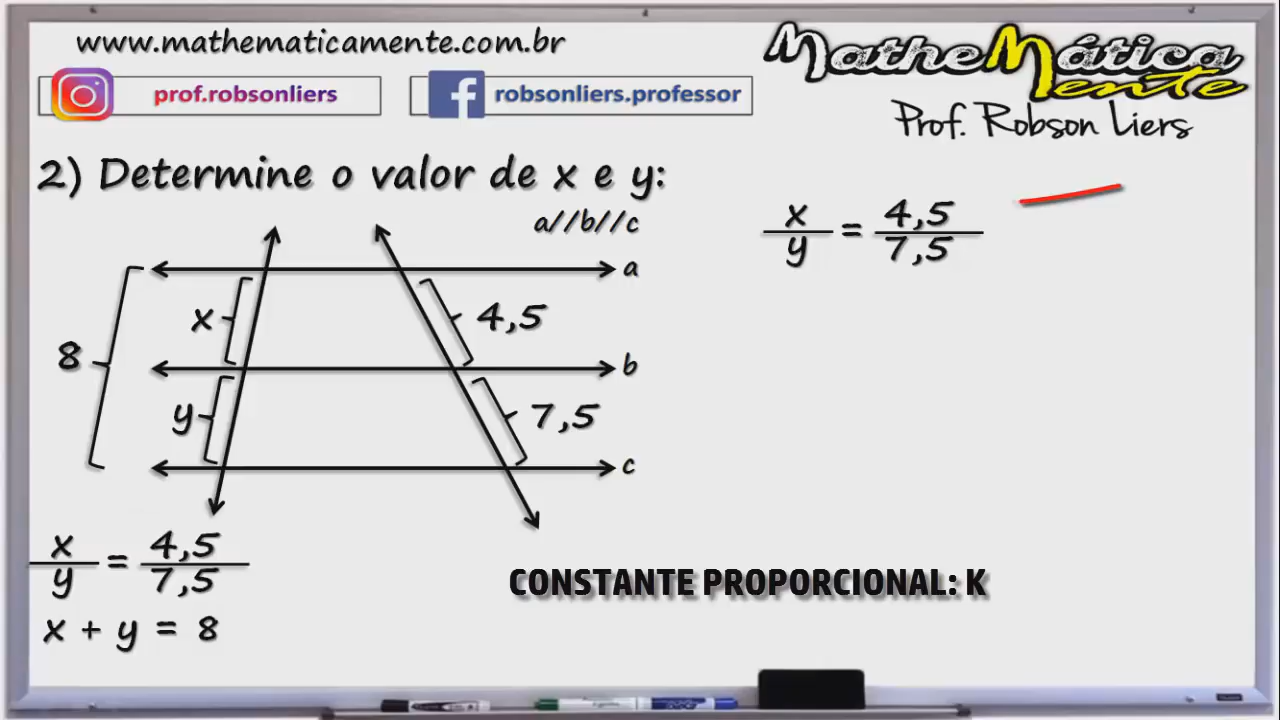 www.mathematicamente.com.br
MatheMática
mente
prof.robsonliers
robsonliers.professor
Prof. Robson Liers
2) Determine o valor de x e y:
a//b//c
x/y = 4,5/7,5
a
x
4,5
8
b
y
7,5
c
x/y = 4,5/7,5
x + y = 8
CONSTANTE PROPORCIONAL: K